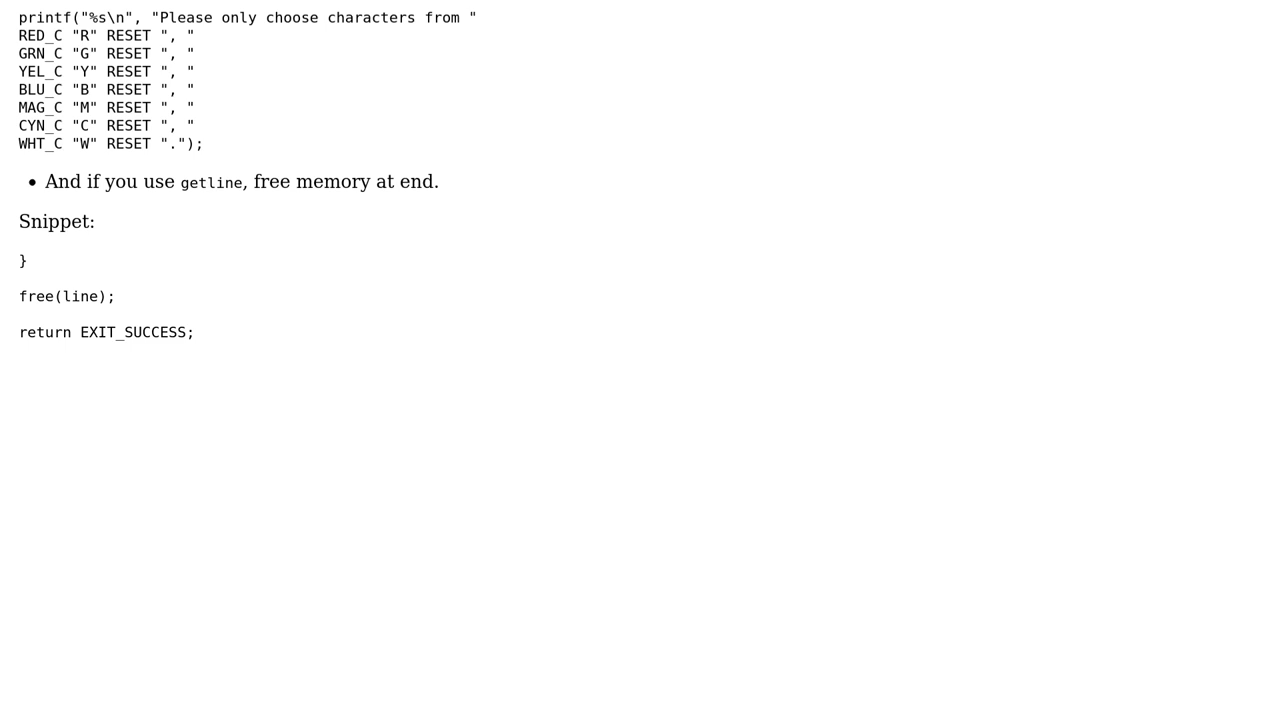 printf("%s\n", "Please only choose characters from "
RED_C "R" RESET ", "
GRN_C "G" RESET ", "
YEL_C "Y" RESET ", "
BLU_C "B" RESET ", "
MAG_C "M" RESET ", "
CYN_C "C" RESET ", "
WHT_C "W" RESET ".");
• And if you use getline, free memory at end.
Snippet:
}
free(line);
return EXIT_SUCCESS;